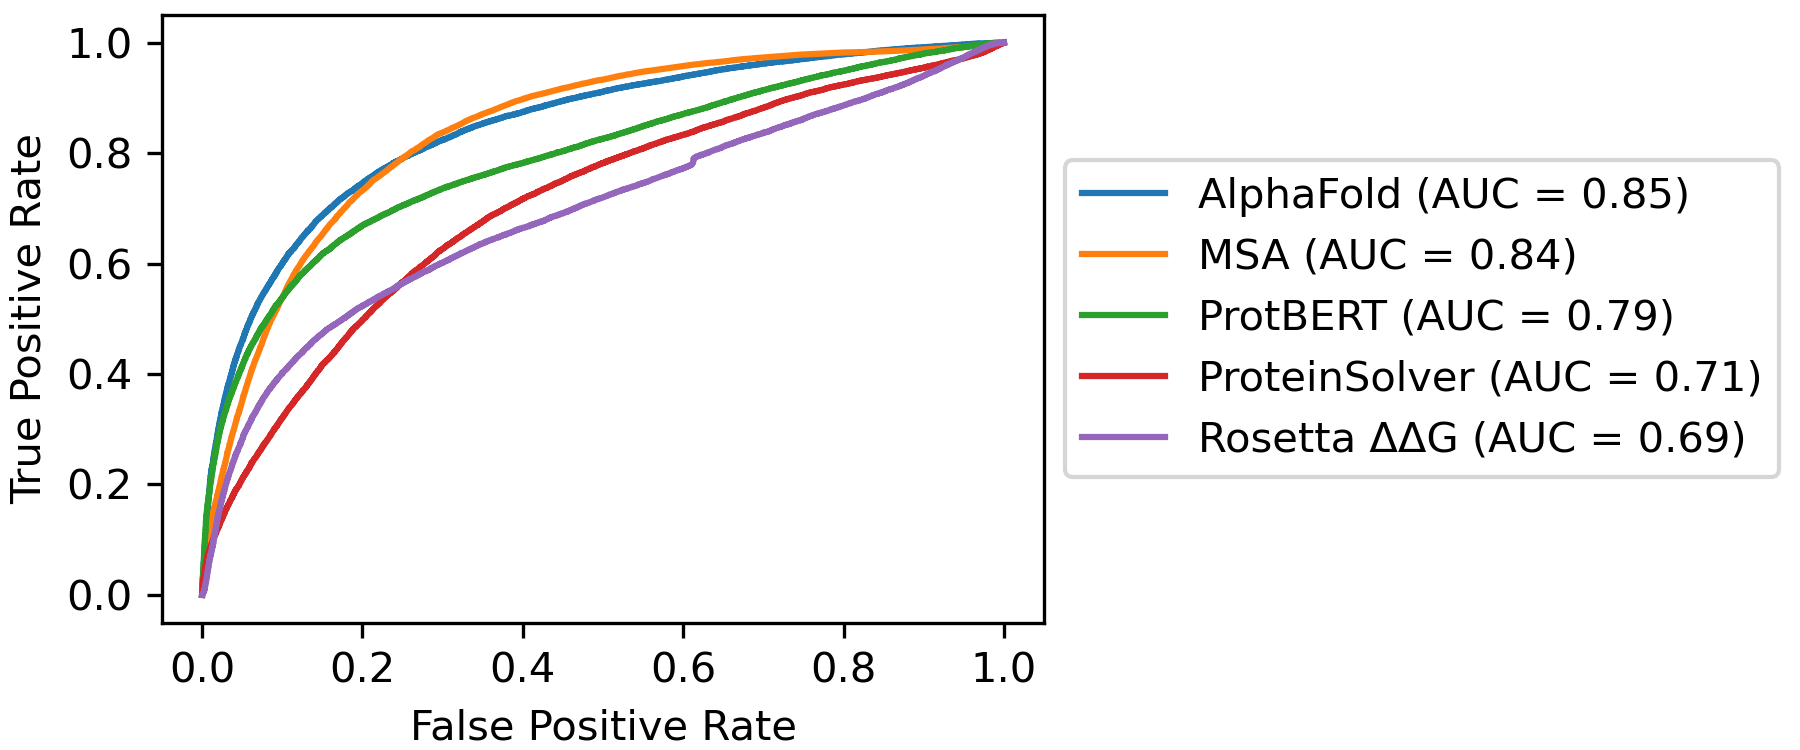 1.0
0.8
0.6
0.4
0.2
0.0
True Positive Rate
0.0 0.2 0.4 0.6 0.8 1.0
False Positive Rate
AlphaFold (AUC = 0.85)
MSA (AUC = 0.84)
ProtBERT (AUC = 0.79)
ProteinSolver (AUC = 0.71)
Rosetta ΔΔG (AUC = 0.69)